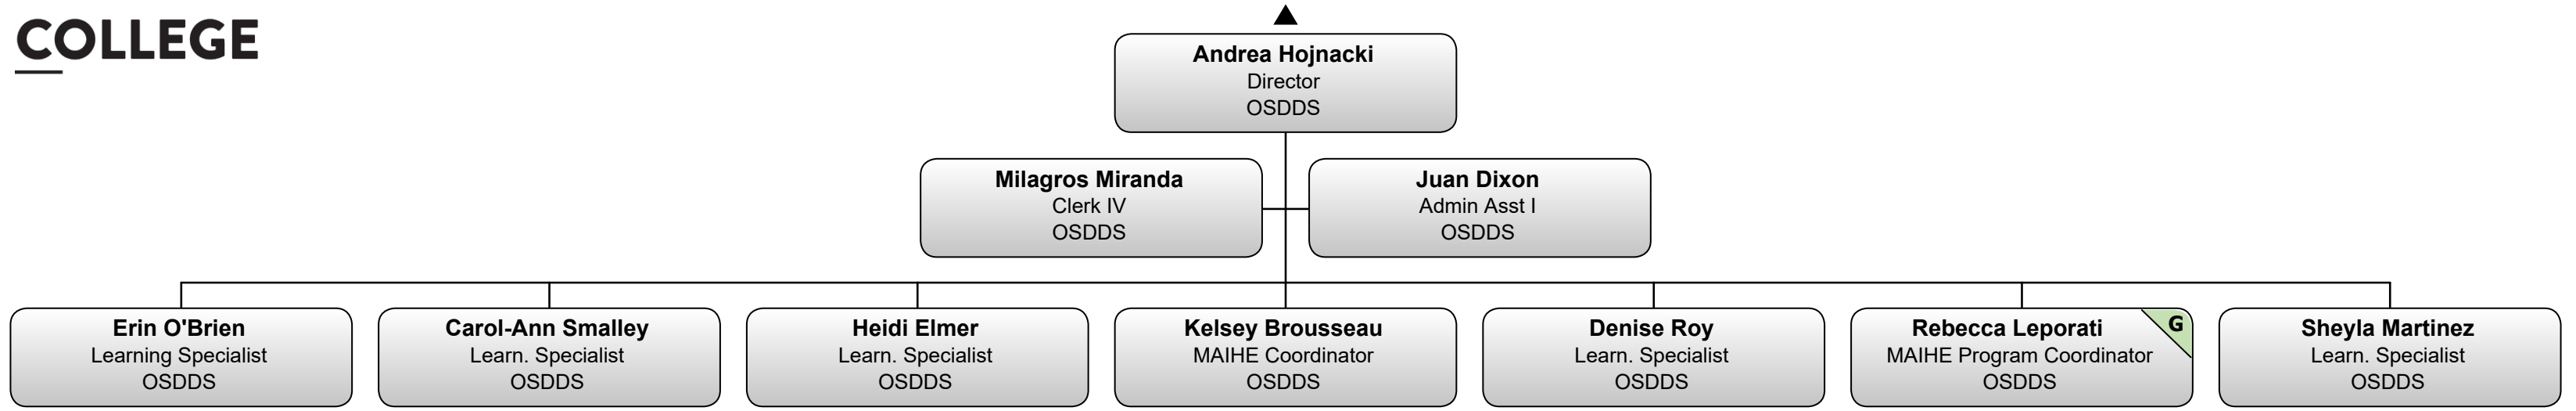 COLLEGE
Andrea Hojnacki
Director
OSDDS
Milagros Miranda
Clerk IV
OSDDS
Juan Dixon
Admin Asst I
OSDDS
Erin O'Brien
Learning Specialist
OSDDS
Carol-Ann Smalley
Learn. Specialist
OSDDS
Heidi Elmer
Learn. Specialist
OSDDS
Kelsey Brousseau
MAIHE Coordinator
OSDDS
Denise Roy
Learn. Specialist
OSDDS
Rebecca Leporati
MAIHE Program Coordinator
OSDDS
G
Sheyla Martinez
Learn. Specialist
OSDDS